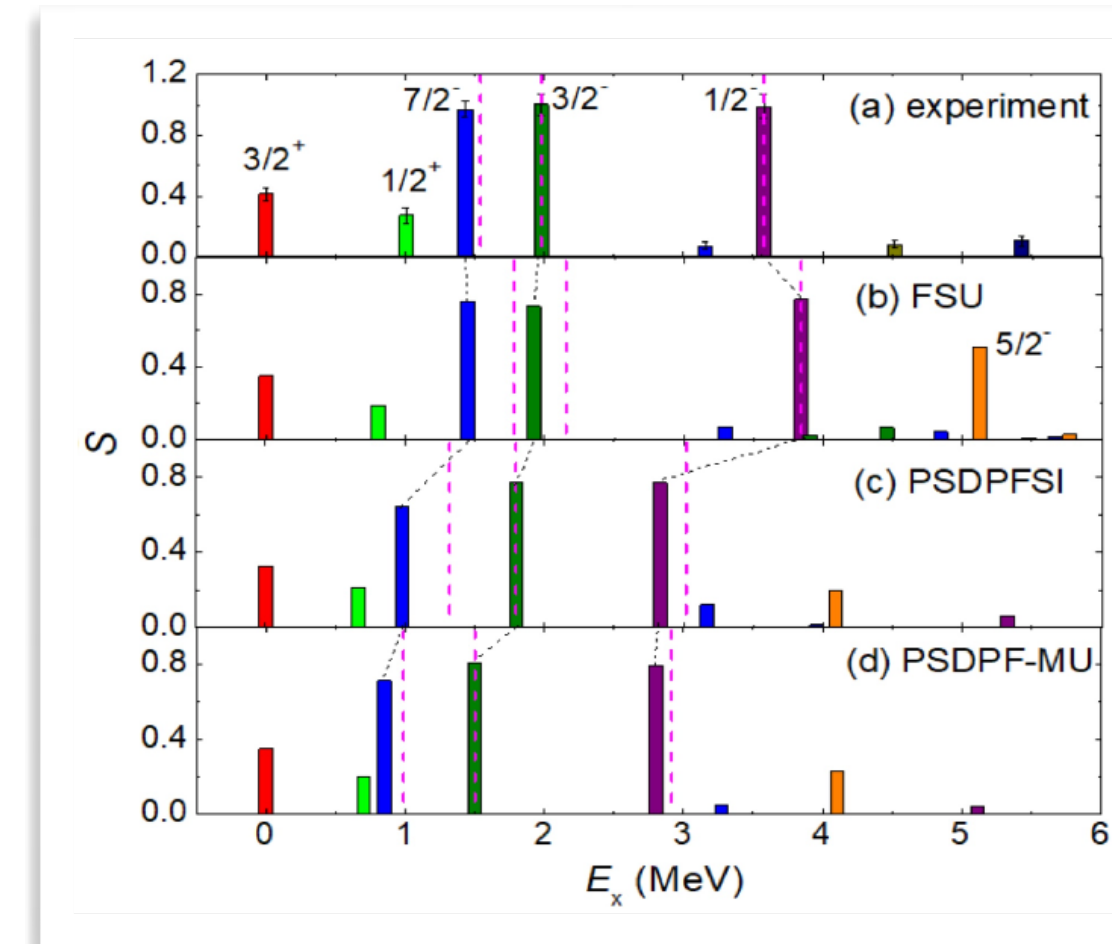 1.2
0.8
0.4
0.0
3/2⁺
1/2⁺
7/2⁻
3/2⁻
1/2⁻
(a) experiment
0.8
0.4
0.0
(b) FSU
5/2⁻
0.8
0.4
0.0
(c) PSDPFSI
0.8
0.4
0.0
(d) PSDPF-MU
S
0 1 2 3 4 5 6
Eₓ (MeV)